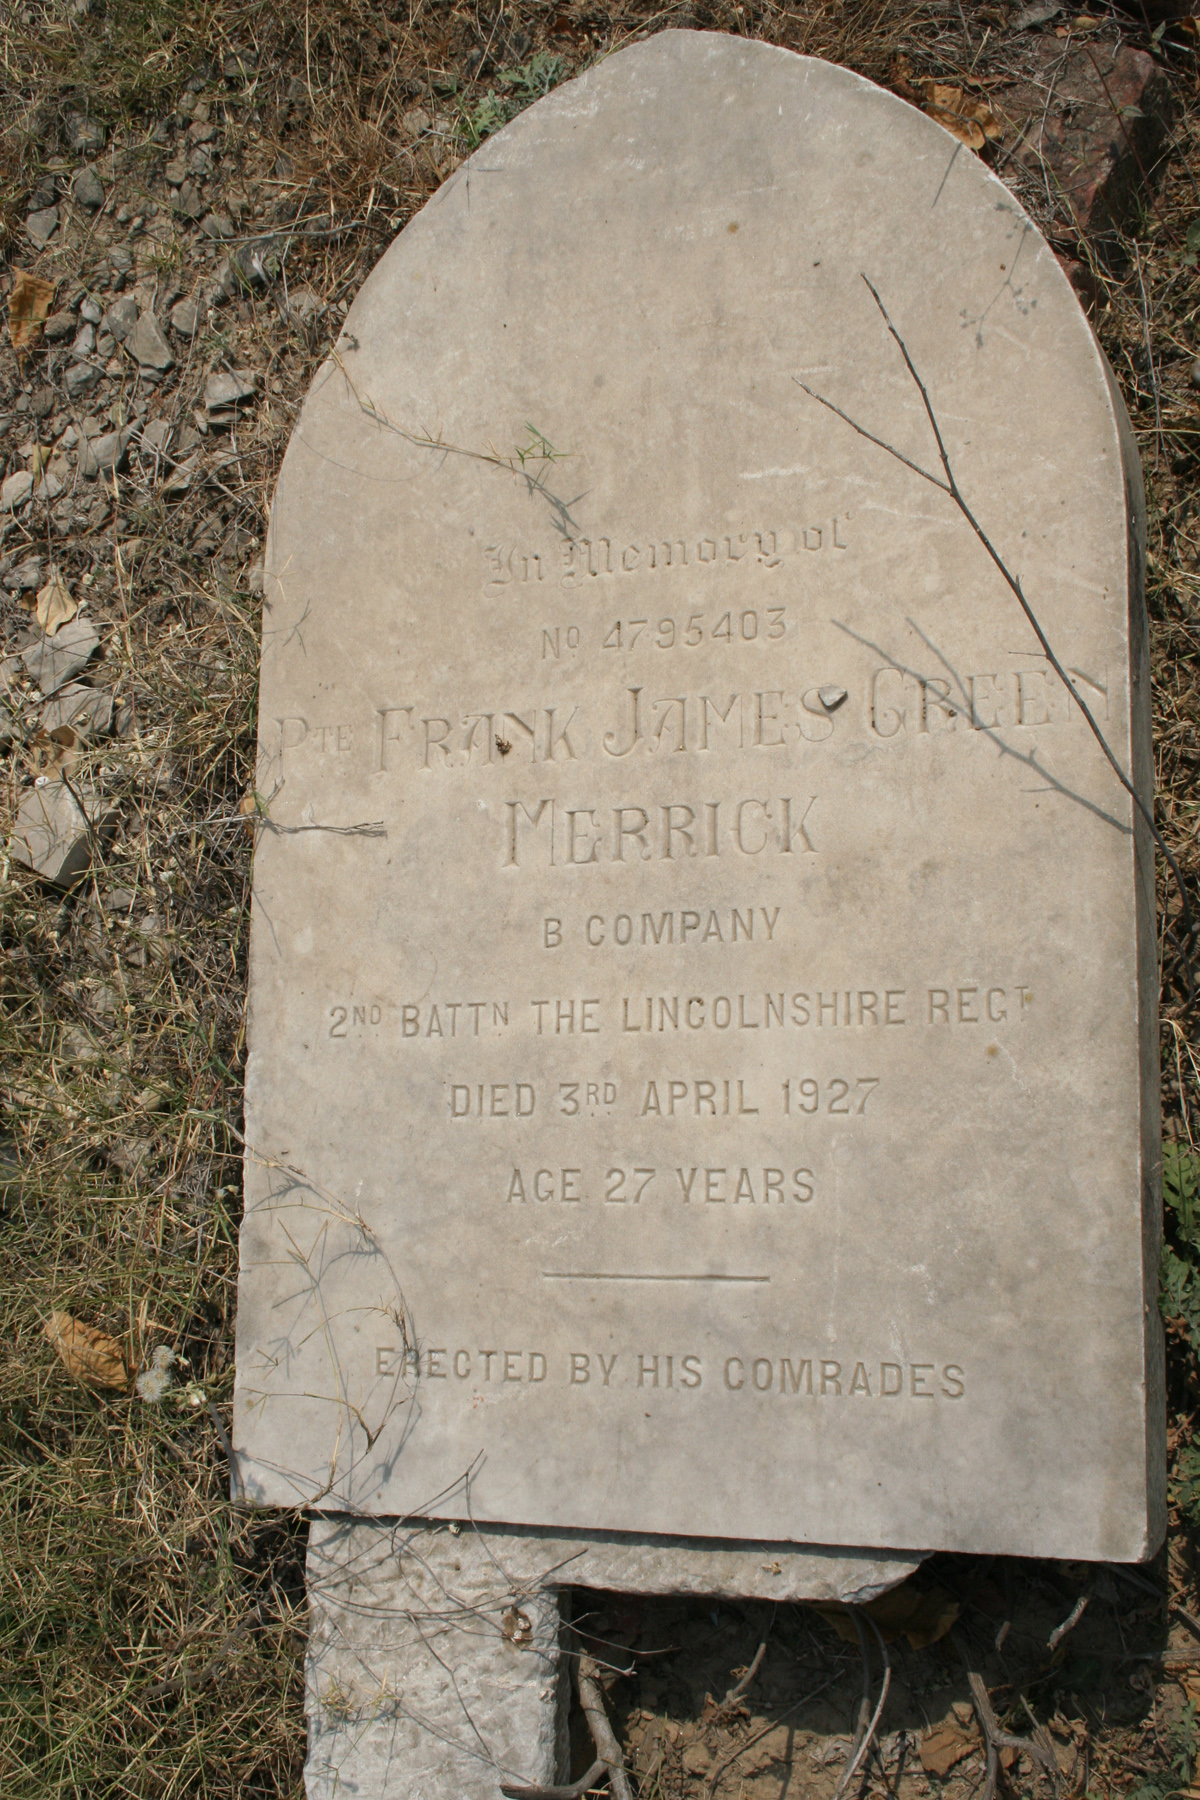 In Memory of
No 4795403
Pte Frank James Green
Merrick
B COMPANY
2ND BATTN THE LINCOLNSHIRE REGT
DIED 3RD APRIL 1927
AGE 27 YEARS
ERECTED BY HIS COMRADES